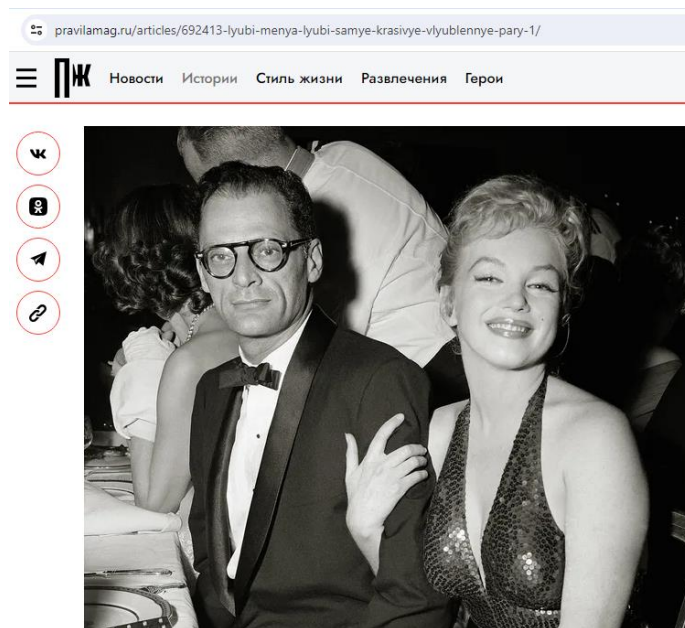 pravilamag.ru/articles/692413-lyubi-menya-lyubi-samye-krasivye-vlyublennye-pary-1/
ПЖ Новости Истории Стиль жизни Развлечения Герои